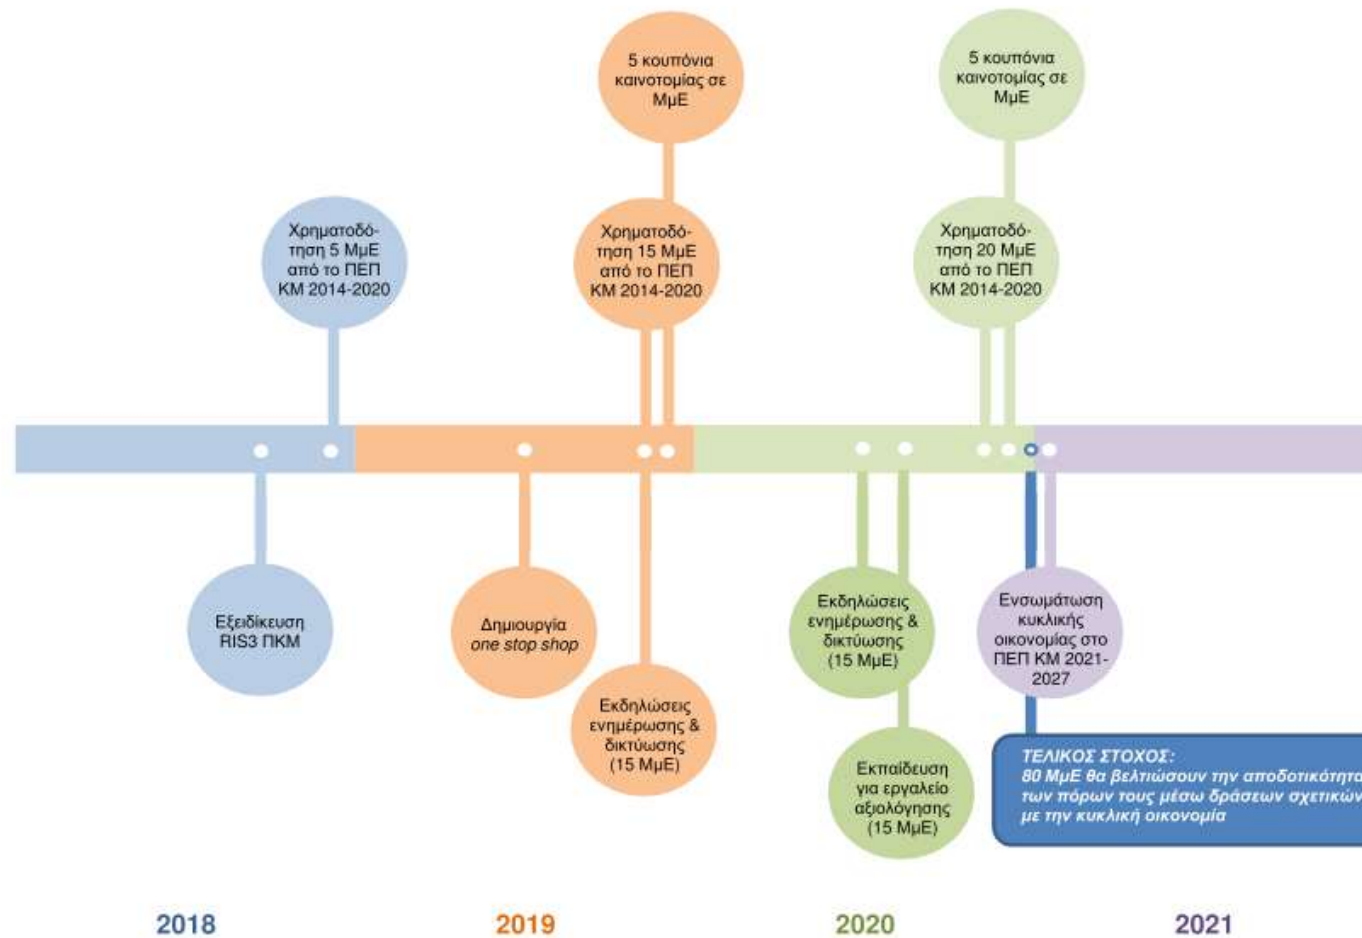 5 κουπόνια
καινοτομίας σε
ΜμΕ
5 κουπόνια
καινοτομίας σε
ΜμΕ
Χρηματοδό-
τηση 5 ΜμΕ
από το ΠΕΠ
ΚΜ 2014-2020
Χρηματοδό-
τηση 15 ΜμΕ
από το ΠΕΠ
ΚΜ 2014-2020
Χρηματοδό-
τηση 20 ΜμΕ
από το ΠΕΠ
ΚΜ 2014-2020
Εξειδίκευση
RIS3 ΠΚΜ
Δημιουργία
one stop shop
Εκδηλώσεις
ενημέρωσης &
δικτύωσης
(15 ΜμΕ)
Εκδηλώσεις
ενημέρωσης &
δικτύωσης
(15 ΜμΕ)
Εκπαίδευση
για εργαλείο
αξιολόγησης
(15 ΜμΕ)
Ενσωμάτωση
κυκλικής
οικονομίας στο
ΠΕΠ ΚΜ 2021-
2027
ΤΕΛΙΚΟΣ ΣΤΟΧΟΣ:
80 ΜμΕ θα βελτιώσουν την αποδοτικότητα
των πόρων τους μέσω δράσεων σχετικών
με την κυκλική οικονομία
2018
2019
2020
2021